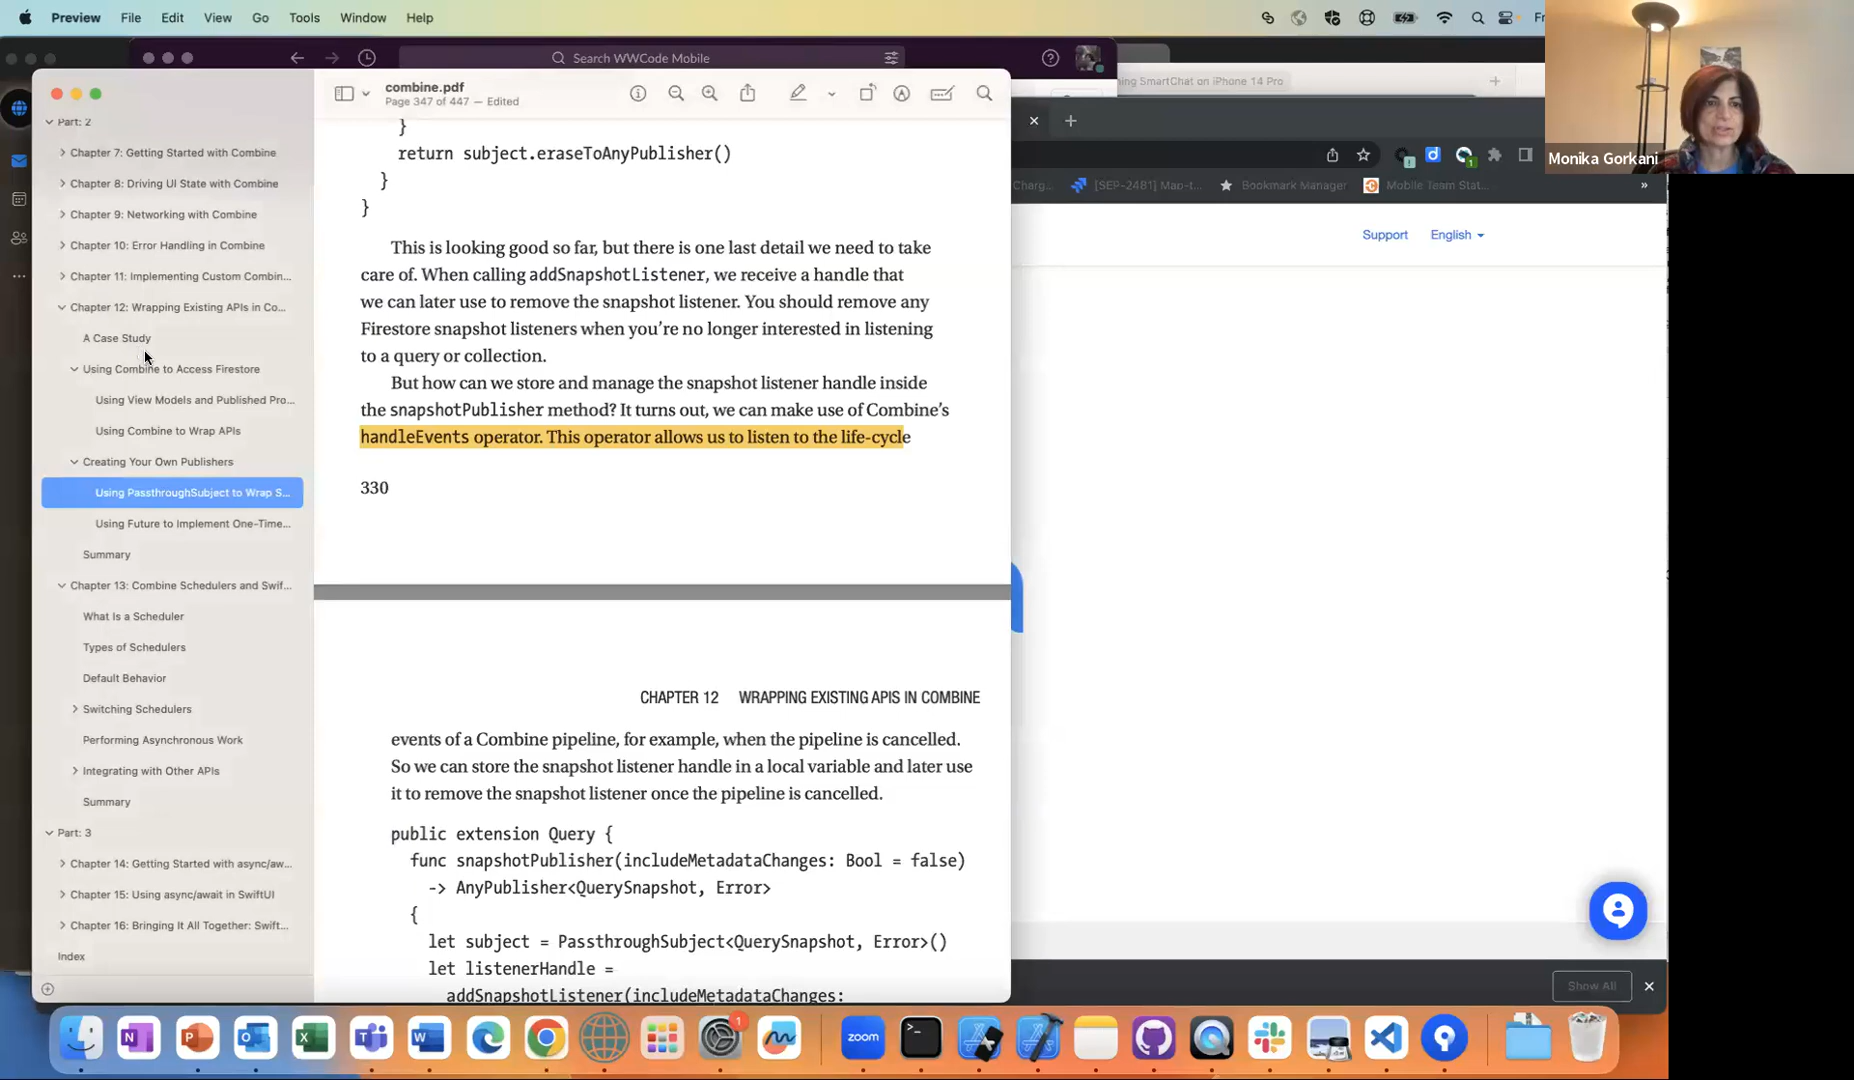 Preview File Edit View Go Tools Window Help
Search WWCode Mobile
combine.pdf
Page 347 of 447 — Edited
Part: 2
Chapter 7: Getting Started with Combine
Chapter 8: Driving UI State with Combine
Chapter 9: Networking with Combine
Chapter 10: Error Handling in Combine
Chapter 11: Implementing Custom Combin...
Chapter 12: Wrapping Existing APIs in Co...
A Case Study
Using Combine to Access Firestore
Using View Models and Published Pro...
Using Combine to Wrap APIs
Creating Your Own Publishers
Using PassthroughSubject to Wrap S...
Using Future to Implement One-Time...
Summary
Chapter 13: Combine Schedulers and Swif...
What Is a Scheduler
Types of Schedulers
Default Behavior
Switching Schedulers
Performing Asynchronous Work
Integrating with Other APIs
Summary
Part: 3
Chapter 14: Getting Started with async/aw...
Chapter 15: Using async/await in SwiftUI
Chapter 16: Bringing It All Together: Swift...
Index
}
return subject.eraseToAnyPublisher()
}
}
This is looking good so far, but there is one last detail we need to take
care of. When calling addSnapshotListener, we receive a handle that
we can later use to remove the snapshot listener. You should remove any
Firestore snapshot listeners when you’re no longer interested in listening
to a query or collection.
But how can we store and manage the snapshot listener handle inside
the snapshotPublisher method? It turns out, we can make use of Combine’s
handleEvents operator. This operator allows us to listen to the life-cycle
330
CHAPTER 12 WRAPPING EXISTING APIS IN COMBINE
events of a Combine pipeline, for example, when the pipeline is cancelled.
So we can store the snapshot listener handle in a local variable and later use
it to remove the snapshot listener once the pipeline is cancelled.
public extension Query {
func snapshotPublisher(includeMetadataChanges: Bool = false)
-> AnyPublisher<QuerySnapshot, Error>
{
let subject = PassthroughSubject<QuerySnapshot, Error>()
let listenerHandle =
addSnapshotListener(includeMetadataChanges:
ing SmartChat on iPhone 14 Pro
Charg...
[SEP-2481] Map-t...
Bookmark Manager
Mobile Team Stat...
Support English
Show All
Monika Gorkani
zoom
1